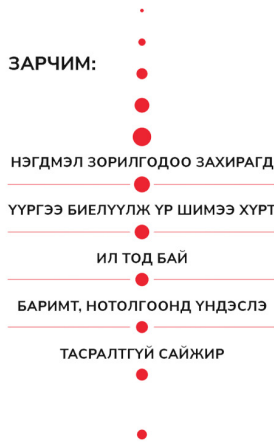 ЗАРЧИМ:
НЭГДМЭЛ ЗОРИЛГОДОО ЗАХИРАГД
ҮҮРГЭЭ БИЕЛҮҮЛЖ ҮР ШИМЭЭ ХҮРТ
ИЛ ТОД БАЙ
БАРИМТ, НОТОЛГООНД ҮНДЭСЛЭ
ТАСРАЛТГҮЙ САЙЖИР